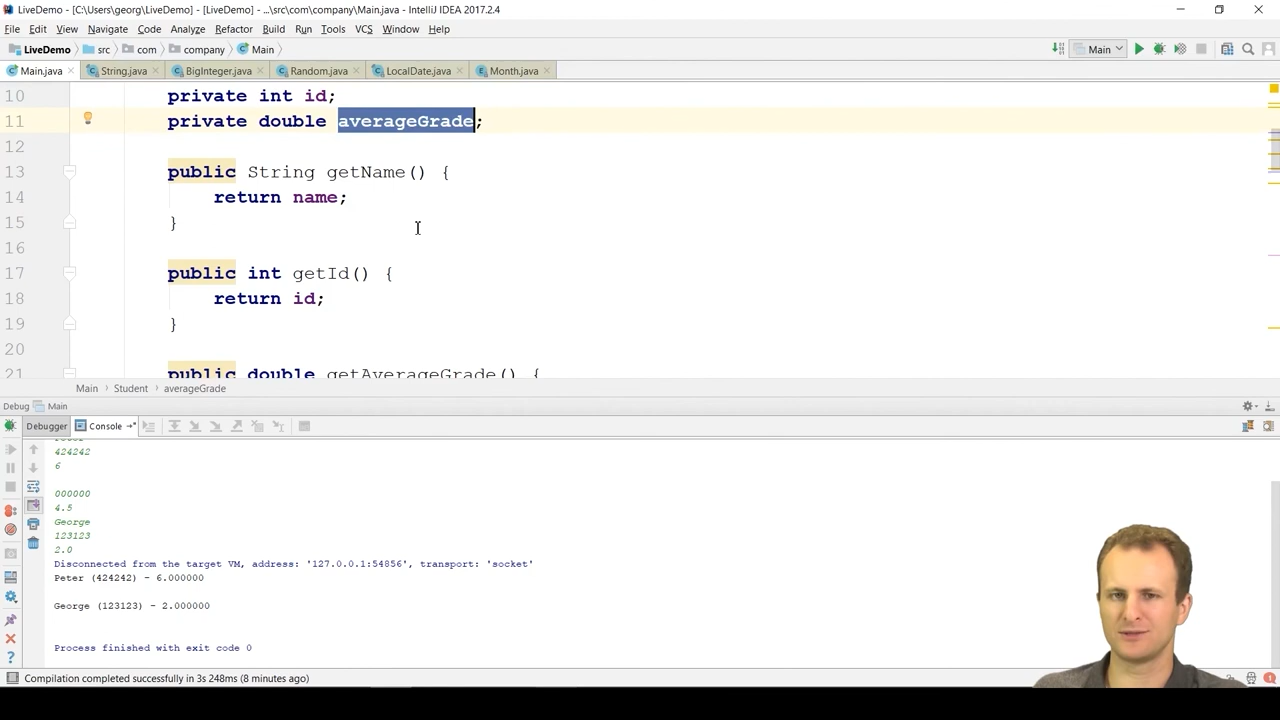 LiveDemo - [C:\Users\georg\LiveDemo] - [LiveDemo] - ...\src\com\company\Main.java - IntelliJ IDEA 2017.2.4
File Edit View Navigate Code Analyze Refactor Build Run Tools VCS Window Help
LiveDemo src com company Main Main
Main.java String.java BigInteger.java Random.java LocalDate.java Month.java
10 private int id;
11 private double averageGrade;
12
13 public String getName() {
14 return name;
15 }
16
17 public int getId() {
18 return id;
19 }
20
21 public double getAverageGrade() {
Main Student averageGrade
Debug Main
Debugger Console
424242
6
000000
4.5
George
123123
2.0
Disconnected from the target VM, address: '127.0.0.1:54856', transport: 'socket'
Peter (424242) - 6.000000
George (123123) - 2.000000
Process finished with exit code 0
Compilation completed successfully in 3s 248ms (8 minutes ago)